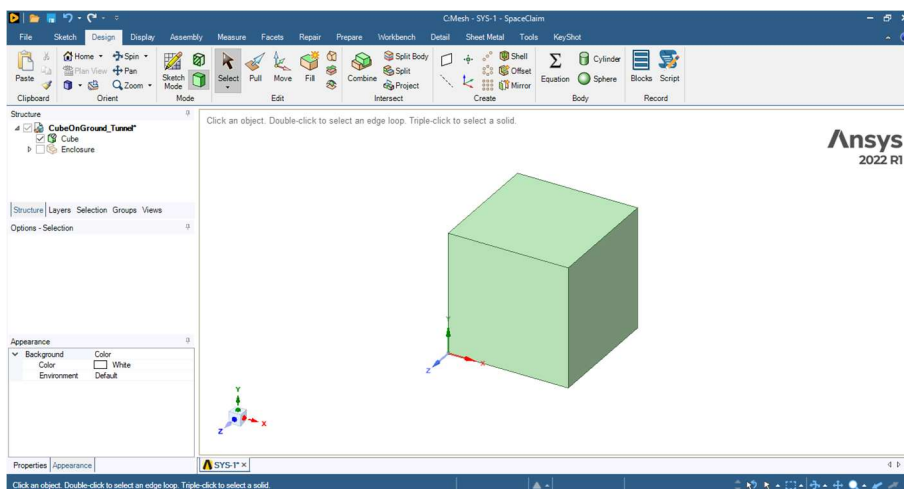 C:Mesh - SYS-1 - SpaceClaim
File Sketch Design Display Assembly Measure Facets Repair Prepare Workbench Detail Sheet Metal Tools KeyShot
Paste
Clipboard
Home Spin
Plan View Pan
Zoom
Orient
Sketch Mode
Mode
Select Pull Move Fill
Edit
Combine
Split Body
Split
Project
Intersect
Shell
Offset
Mirror
Create
Equation
Cylinder
Sphere
Body
Blocks Script
Record
Structure
CubeOnGround_Tunnel*
Cube
Enclosure
Structure Layers Selection Groups Views
Options - Selection
Appearance
Background Color
Color White
Environment Default
Properties Appearance
Click an object. Double-click to select an edge loop. Triple-click to select a solid.
Ansys
2022 R1
Y
X
Z
Y
X
Z
SYS-1*
Click an object. Double-click to select an edge loop. Triple-click to select a solid.